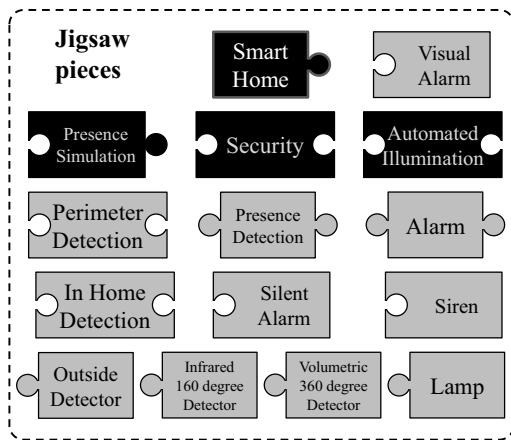 Jigsaw
pieces
Smart
Home
Visual
Alarm
Presence
Simulation
Security
Automated
Illumination
Perimeter
Detection
Presence
Detection
Alarm
In Home
Detection
Silent
Alarm
Siren
Outside
Detector
Infrared
160 degree
Detector
Volumetric
360 degree
Detector
Lamp